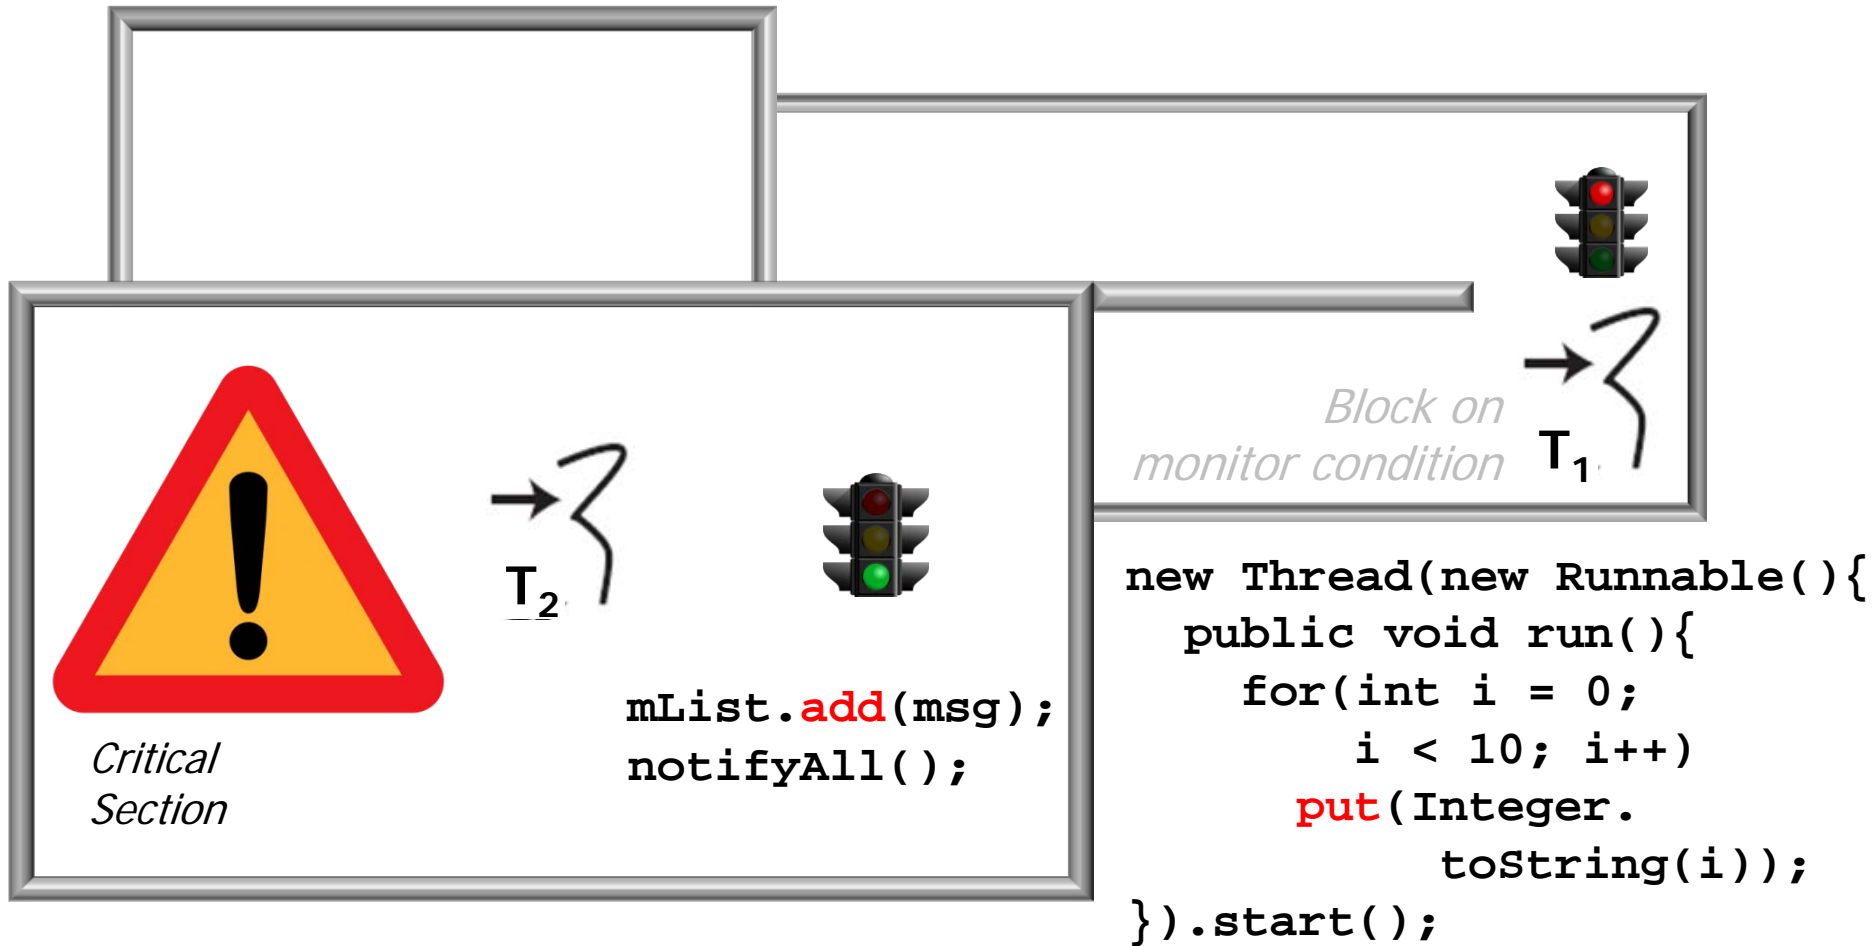 Block on
monitor condition
T1
T2
mList.add(msg);
notifyAll();
Critical
Section
new Thread(new Runnable(){
public void run(){
for(int i = 0;
i < 10; i++)
put(Integer.
toString(i));
}).start();